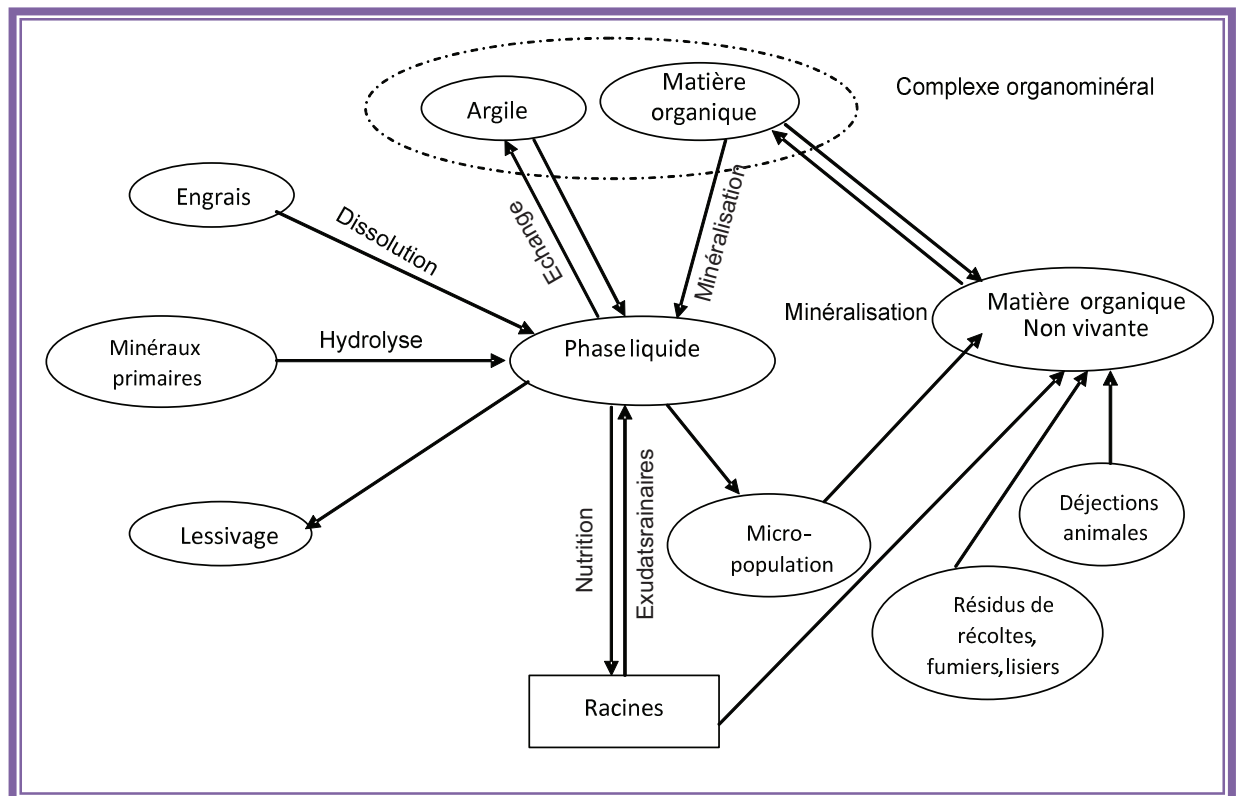 Complexe organominéral
Argile
Matière
organique
Engrais
Dissolution
Echange
Minéralisation
Minéralisation
Matière organique
Non vivante
Minéraux
primaires
Hydrolyse
Phase liquide
Lessivage
Nutrition
Exudatsrainaires
Micro-
population
Déjections
animales
Résidus de
récoltes,
fumiers,lisiers
Racines